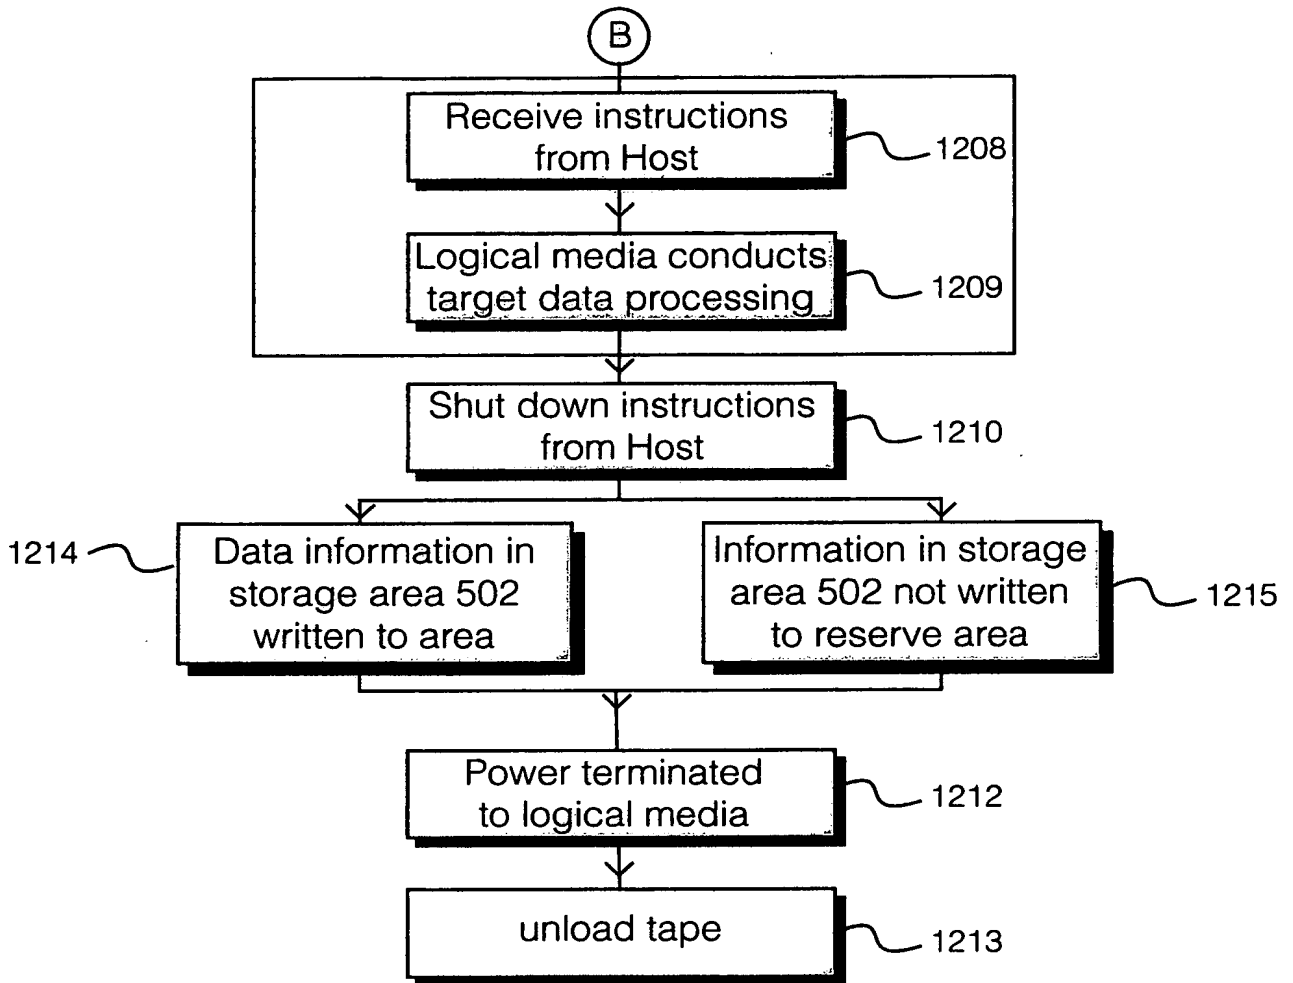 B
Receive instructions
from Host
1208
Logical media conducts
target data processing
1209
Shut down instructions
from Host
1210
1214
Data information in
storage area 502
written to area
Information in storage
area 502 not written
to reserve area
1215
Power terminated
to logical media
1212
unload tape
1213